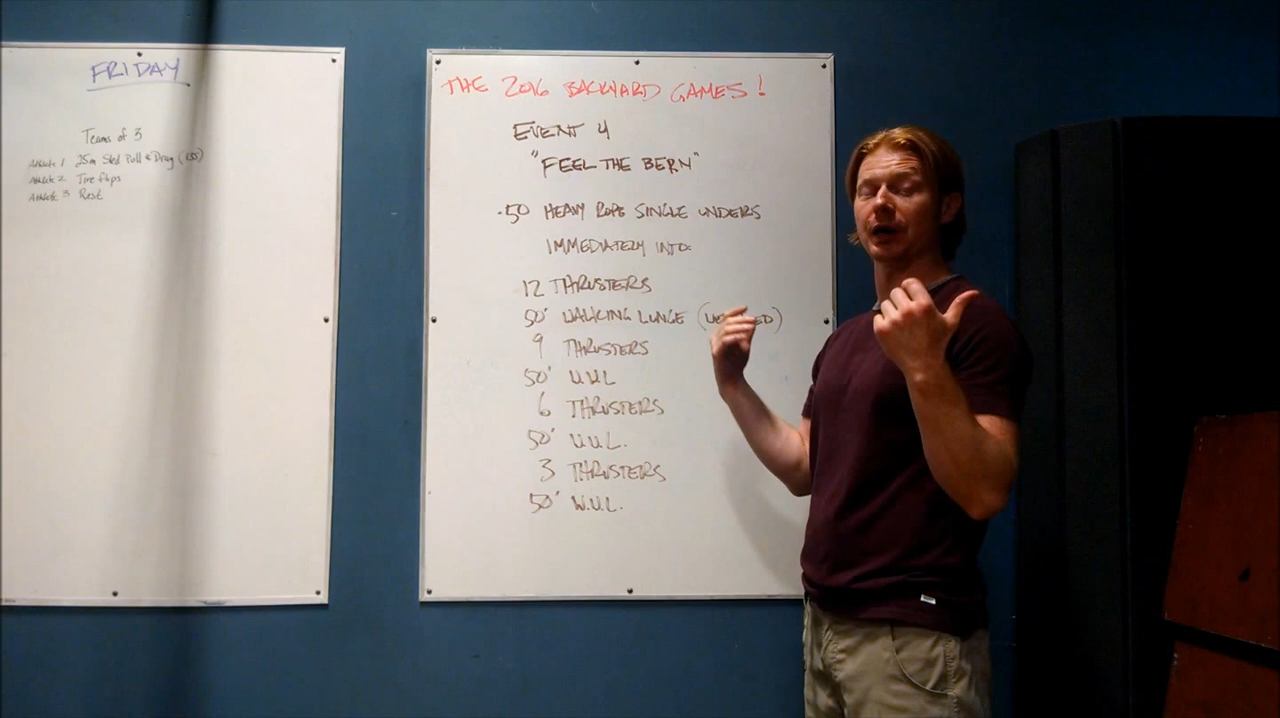 FRIDAY
Teams of 3
Athlete 1 25m Sled Pull & Drag
Athlete 2 Tire flips
Athlete 3 Rest
THE 2016 BACKYARD GAMES!
EVENT 4
"FEEL THE BERN"
.50 HEAVY ROPE SINGLE UNDERS
IMMEDIATELY INTO:
12 THRUSTERS
50' WALKING LUNGE
9 THRUSTERS
50' W.W.L
6 THRUSTERS
50' W.W.L.
3 THRUSTERS
50' W.W.L.